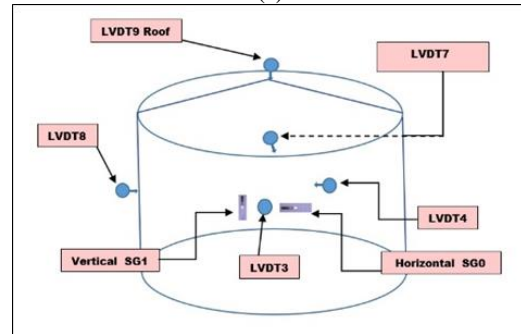 LVDT9 Roof
LVDT7
LVDT8
LVDT4
Vertical SG1
LVDT3
Horizontal SG0